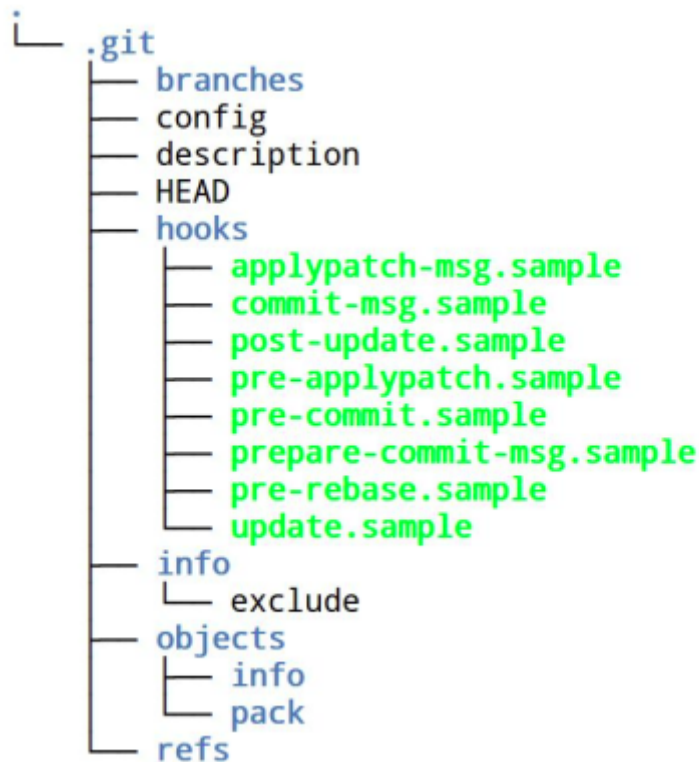 .
.git
branches
config
description
HEAD
hooks
applypatch-msg.sample
commit-msg.sample
post-update.sample
pre-applypatch.sample
pre-commit.sample
prepare-commit-msg.sample
pre-rebase.sample
update.sample
info
exclude
objects
info
pack
refs